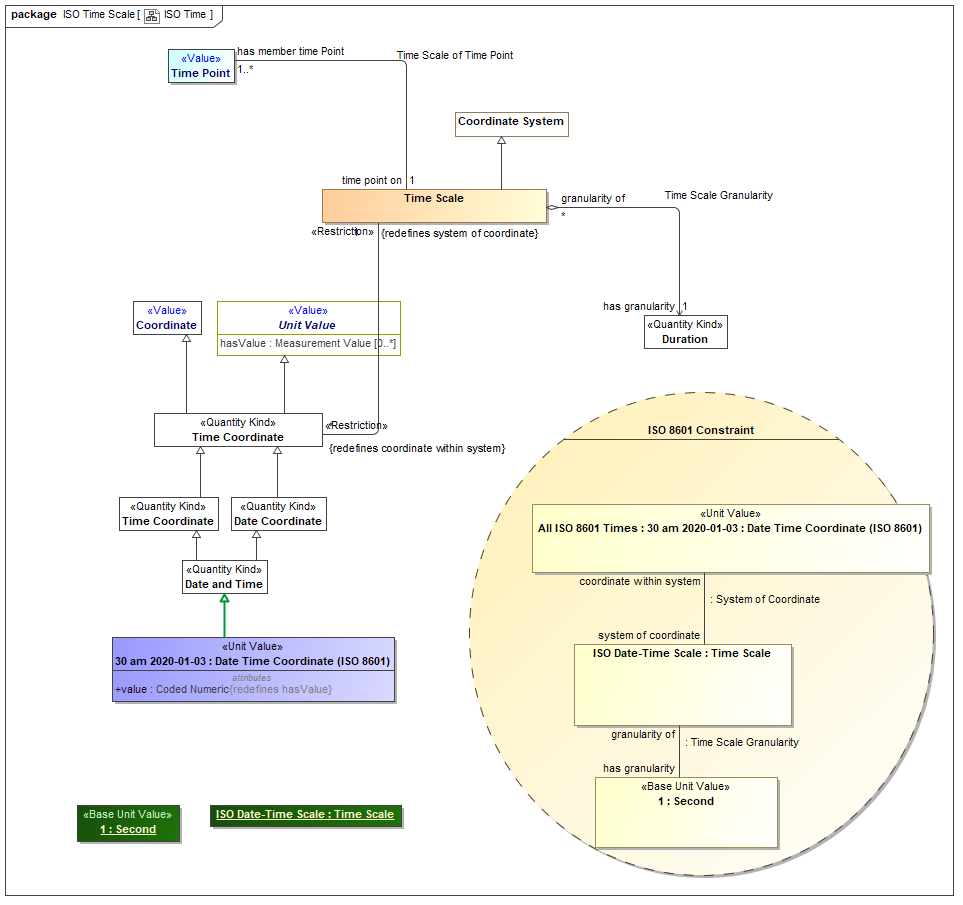 package ISO Time Scale [ ISO Time ]
has member time Point
Time Scale of Time Point
«Value»
Time Point
1..*
Coordinate System
time point on 1
Time Scale
granularity of
Time Scale Granularity
*
«Restriction»
{redefines system of coordinate}
has granularity 1
«Quantity Kind»
Duration
«Value»
Coordinate
«Value»
Unit Value
hasValue : Measurement Value [0..*]
«Quantity Kind»
Time Coordinate
«Restriction»
{redefines coordinate within system}
«Quantity Kind»
Time Coordinate
«Quantity Kind»
Date Coordinate
«Quantity Kind»
Date and Time
«Unit Value»
30 am 2020-01-03 : Date Time Coordinate (ISO 8601)
attributes
+value : Coded Numeric{redefines hasValue}
«Base Unit Value»
1 : Second
ISO Date-Time Scale : Time Scale
ISO 8601 Constraint
«Unit Value»
All ISO 8601 Times : 30 am 2020-01-03 : Date Time Coordinate (ISO 8601)
coordinate within system
: System of Coordinate
system of coordinate
ISO Date-Time Scale : Time Scale
granularity of
: Time Scale Granularity
has granularity
«Base Unit Value»
1 : Second